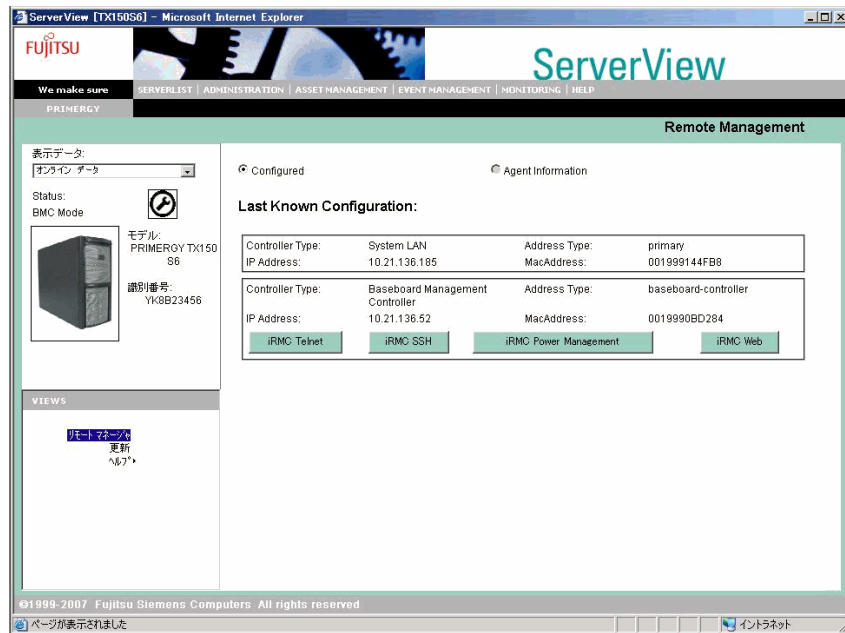 ServerView [TX150S6] - Microsoft Internet Explorer
FUJITSU
ServerView
We make sure
SERVERLIST | ADMINISTRATION | ASSET MANAGEMENT | EVENT MANAGEMENT | MONITORING | HELP
PRIMERGY
Remote Management
表示データ:
オンライン データ
Configured
Agent Information
Status:
BMC Mode
Last Known Configuration:
モデル:
PRIMERGY TX150
S6
識別番号:
YK8B23456
Controller Type: System LAN Address Type: primary
IP Address: 10.21.136.185 MacAddress: 001999144FB8
Controller Type: Baseboard Management Controller Address Type: baseboard-controller
IP Address: 10.21.136.52 MacAddress: 0019990BD284
iRMC Telnet iRMC SSH iRMC Power Management iRMC Web
VIEWS
リモート マネージャ
更新
ヘルプ
©1999-2007 Fujitsu Siemens Computers All rights reserved
ページが表示されました
イントラネット